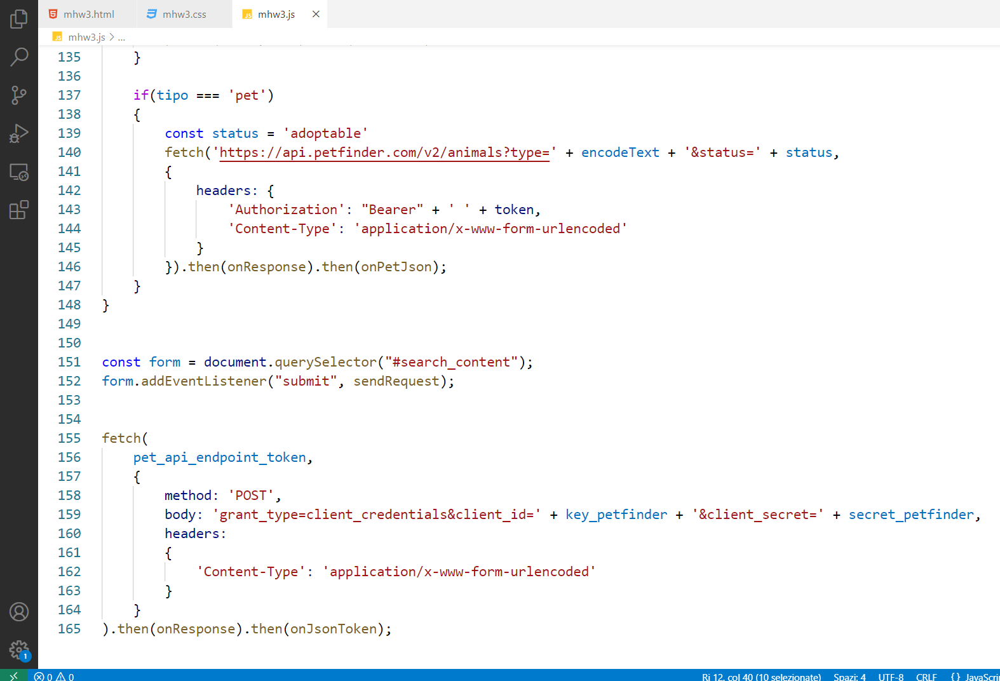 mhw3.html mhw3.css JS mhw3.js ×
JS mhw3.js > ...
135 }
136
137 if(tipo === 'pet')
138 {
139 const status = 'adoptable'
140 fetch('https://api.petfinder.com/v2/animals?type=' + encodeText + '&status=' + status,
141 {
142 headers: {
143 'Authorization': "Bearer" + ' ' + token,
144 'Content-Type': 'application/x-www-form-urlencoded'
145 }
146 }).then(onResponse).then(onPetJson);
147 }
148 }
149
150
151 const form = document.querySelector("#search_content");
152 form.addEventListener("submit", sendRequest);
153
154
155 fetch(
156 pet_api_endpoint_token,
157 {
158 method: 'POST',
159 body: 'grant_type=client_credentials&client_id=' + key_petfinder + '&client_secret=' + secret_petfinder,
160 headers:
161 {
162 'Content-Type': 'application/x-www-form-urlencoded'
163 }
164 }
165 ).then(onResponse).then(onJsonToken);
1
0 0 Ri 12, col 40 (10 selezionate) Spazi: 4 UTF-8 CRLF {} JavaScri